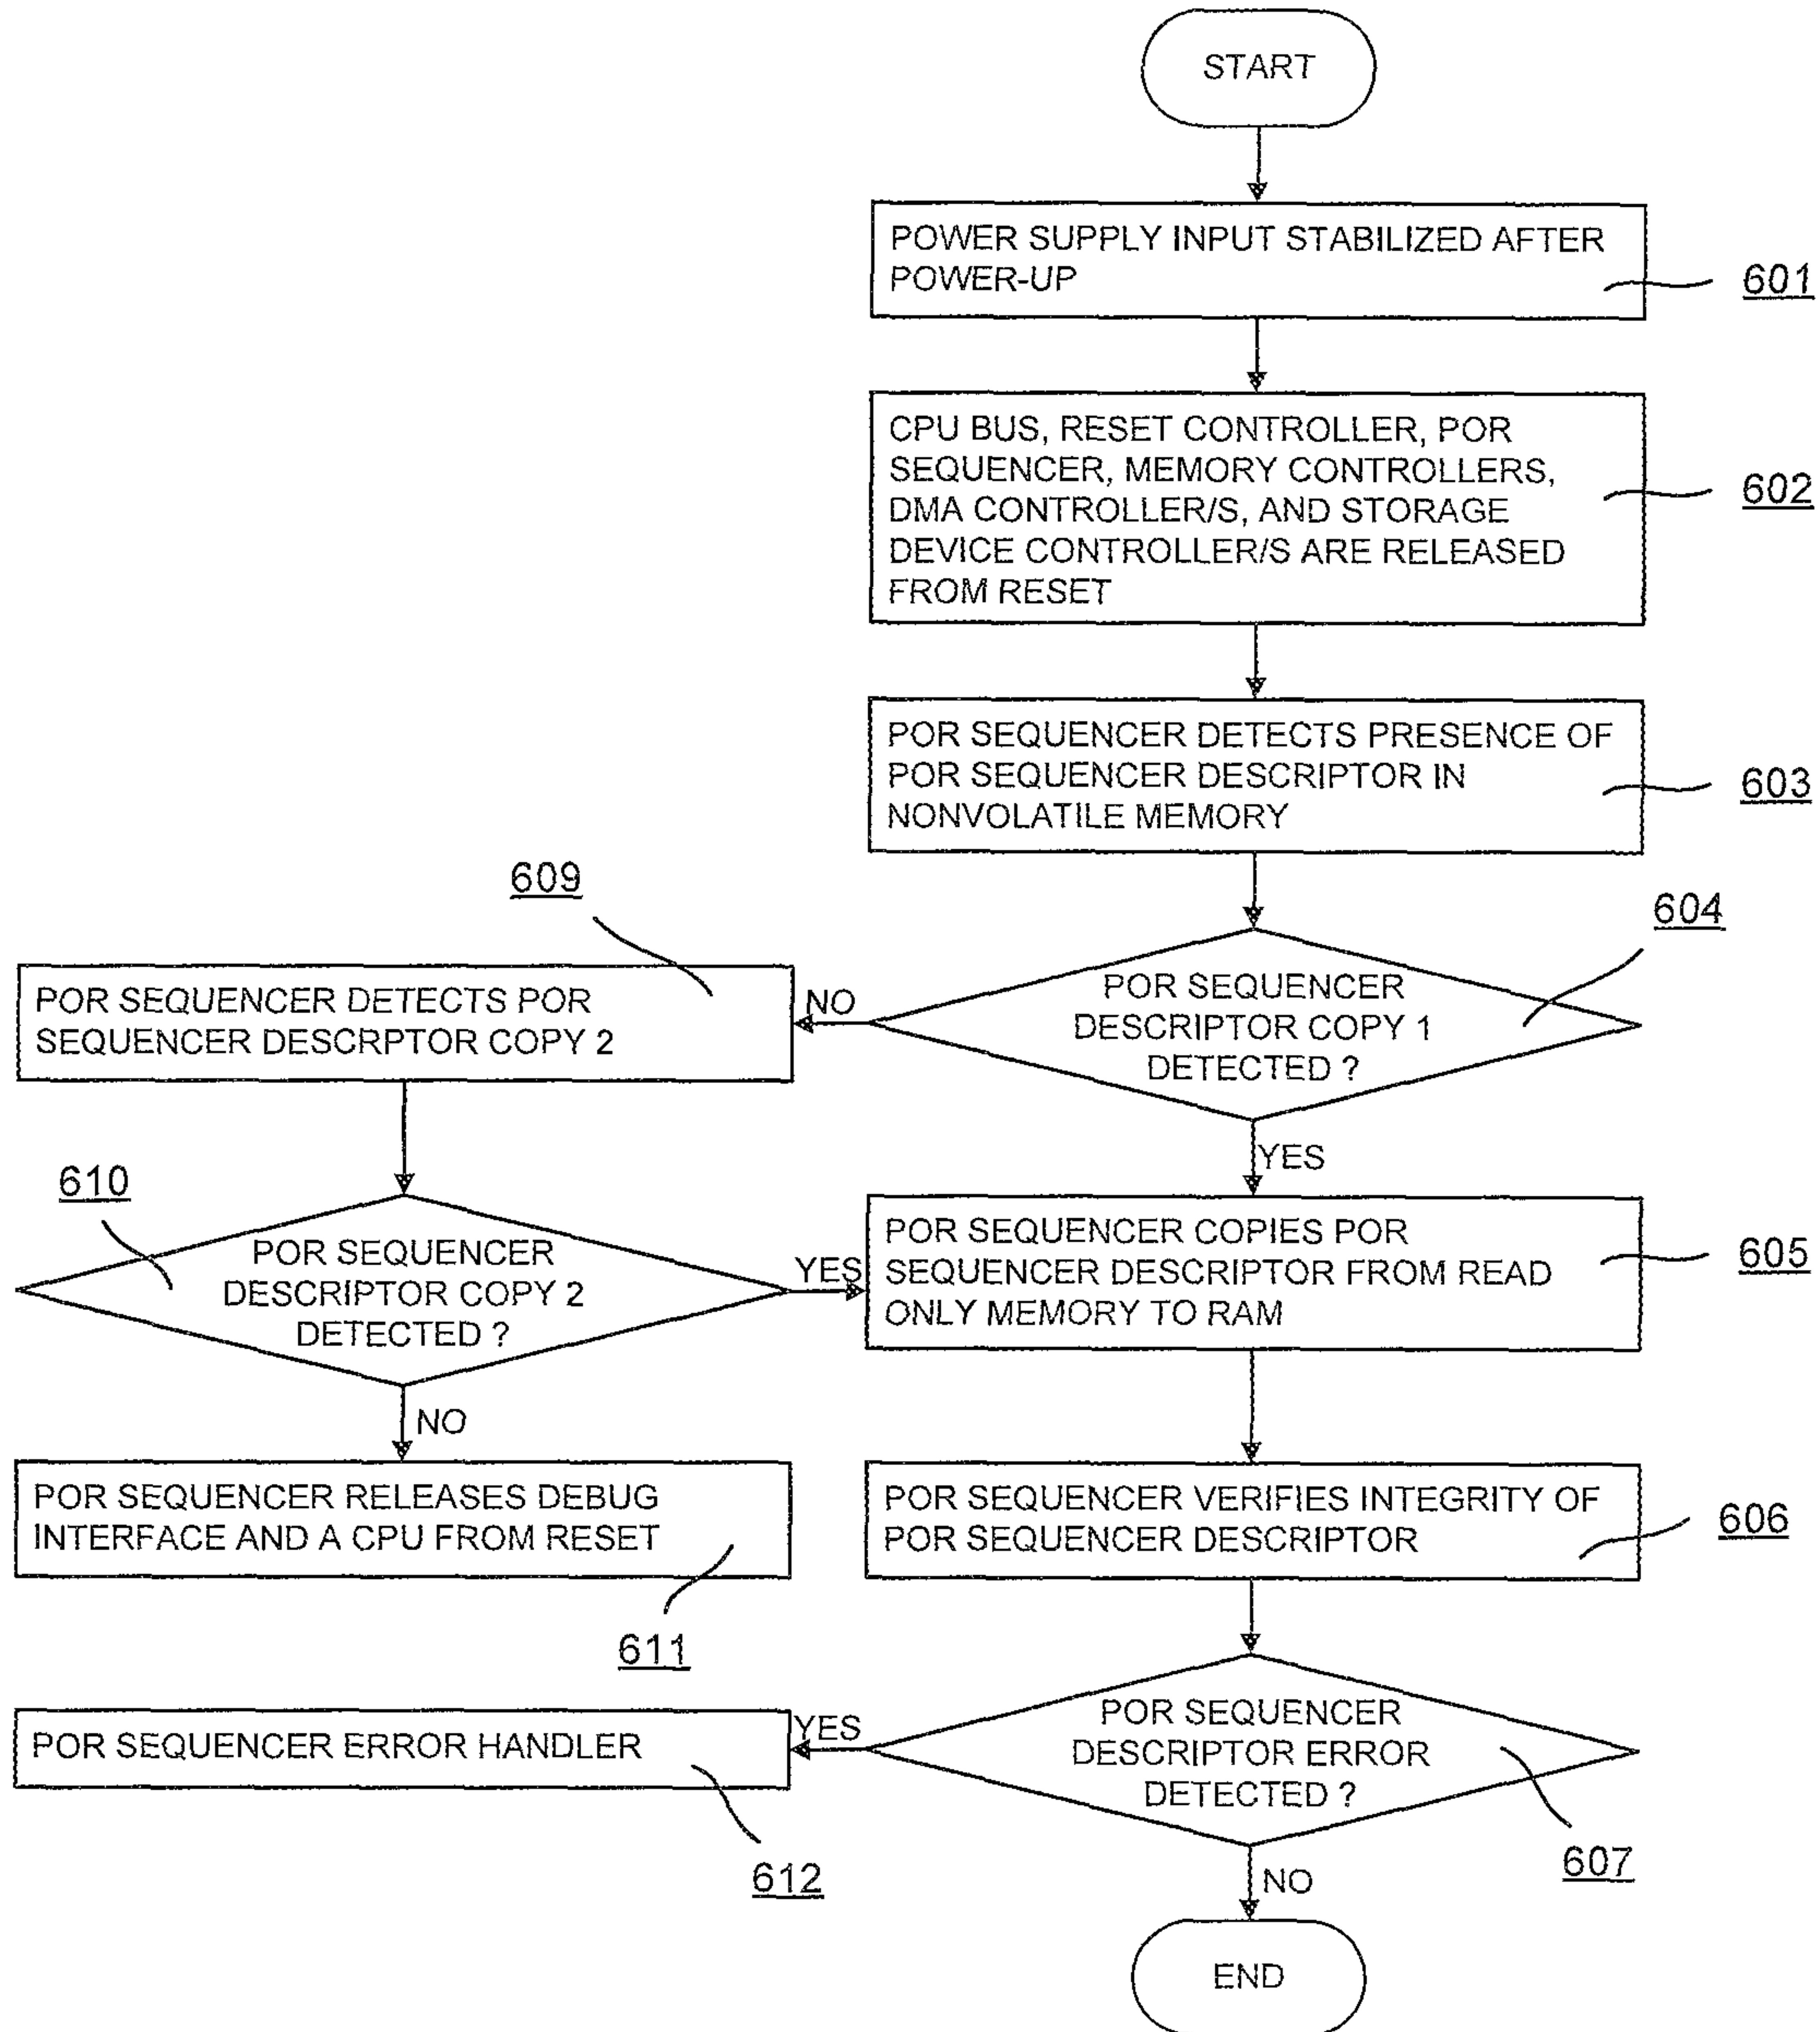 START
POWER SUPPLY INPUT STABILIZED AFTER
POWER-UP
601
CPU BUS, RESET CONTROLLER, POR
SEQUENCER, MEMORY CONTROLLERS,
DMA CONTROLLER/S, AND STORAGE
DEVICE CONTROLLER/S ARE RELEASED
FROM RESET
602
POR SEQUENCER DETECTS PRESENCE OF
POR SEQUENCER DESCRIPTOR IN
NONVOLATILE MEMORY
603
POR SEQUENCER
DESCRIPTOR COPY 1
DETECTED ?
604
NO
609
POR SEQUENCER DETECTS POR
SEQUENCER DESCRPTOR COPY 2
YES
610
POR SEQUENCER
DESCRIPTOR COPY 2
DETECTED ?
YES
POR SEQUENCER COPIES POR
SEQUENCER DESCRIPTOR FROM READ
ONLY MEMORY TO RAM
605
NO
POR SEQUENCER RELEASES DEBUG
INTERFACE AND A CPU FROM RESET
611
POR SEQUENCER VERIFIES INTEGRITY OF
POR SEQUENCER DESCRIPTOR
606
POR SEQUENCER
DESCRIPTOR ERROR
DETECTED ?
607
YES
POR SEQUENCER ERROR HANDLER
612
NO
END